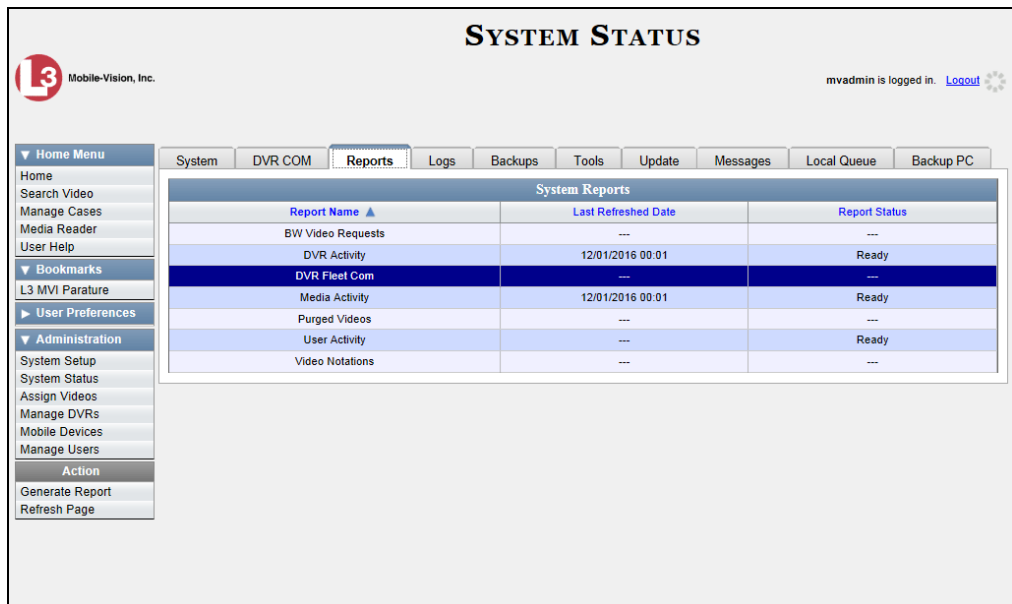 SYSTEM STATUS
L3 Mobile-Vision, Inc.
mvadmin is logged in. Logout
▼ Home Menu
Home
Search Video
Manage Cases
Media Reader
User Help
▼ Bookmarks
L3 MVI Parature
▶ User Preferences
▼ Administration
System Setup
System Status
Assign Videos
Manage DVRs
Mobile Devices
Manage Users
Action
Generate Report
Refresh Page
System DVR COM Reports Logs Backups Tools Update Messages Local Queue Backup PC
System Reports
Report Name ▲ Last Refreshed Date Report Status
BW Video Requests --- ---
DVR Activity 12/01/2016 00:01 Ready
DVR Fleet Com --- ---
Media Activity 12/01/2016 00:01 Ready
Purged Videos --- ---
User Activity --- Ready
Video Notations --- ---